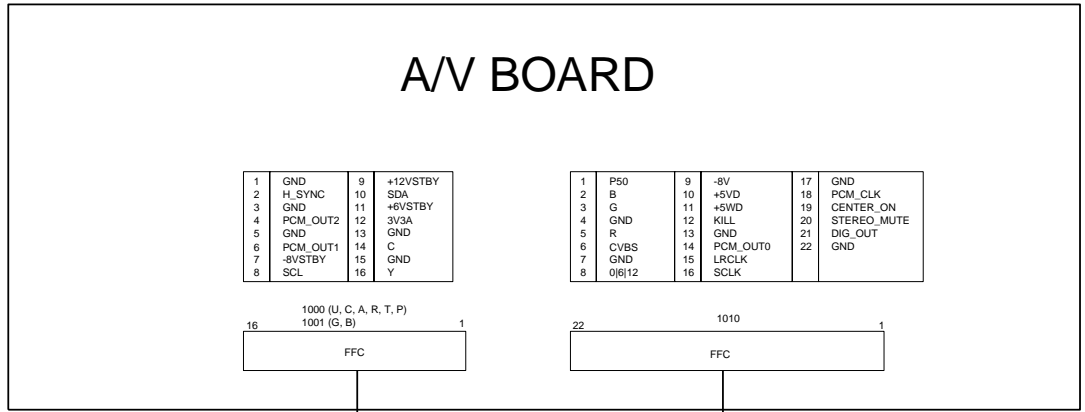 A/V BOARD
1 GND 9 +12VSTBY
2 H_SYNC 10 SDA
3 GND 11 +6VSTBY
4 PCM_OUT2 12 3V3A
5 GND 13 GND
6 PCM_OUT1 14 C
7 -8VSTBY 15 GND
8 SCL 16 Y
1 P50 9 -8V 17 GND
2 B 10 +5VD 18 PCM_CLK
3 G 11 +5WD 19 CENTER_ON
4 GND 12 KILL 20 STEREO_MUTE
5 R 13 GND 21 DIG_OUT
6 CVBS 14 PCM_OUT0 22 GND
7 GND 15 LRCLK
8 0|6|12 16 SCLK
1000 (U, C, A, R, T, P)
16 1001 (G, B) 1
FFC
22 1010 1
FFC